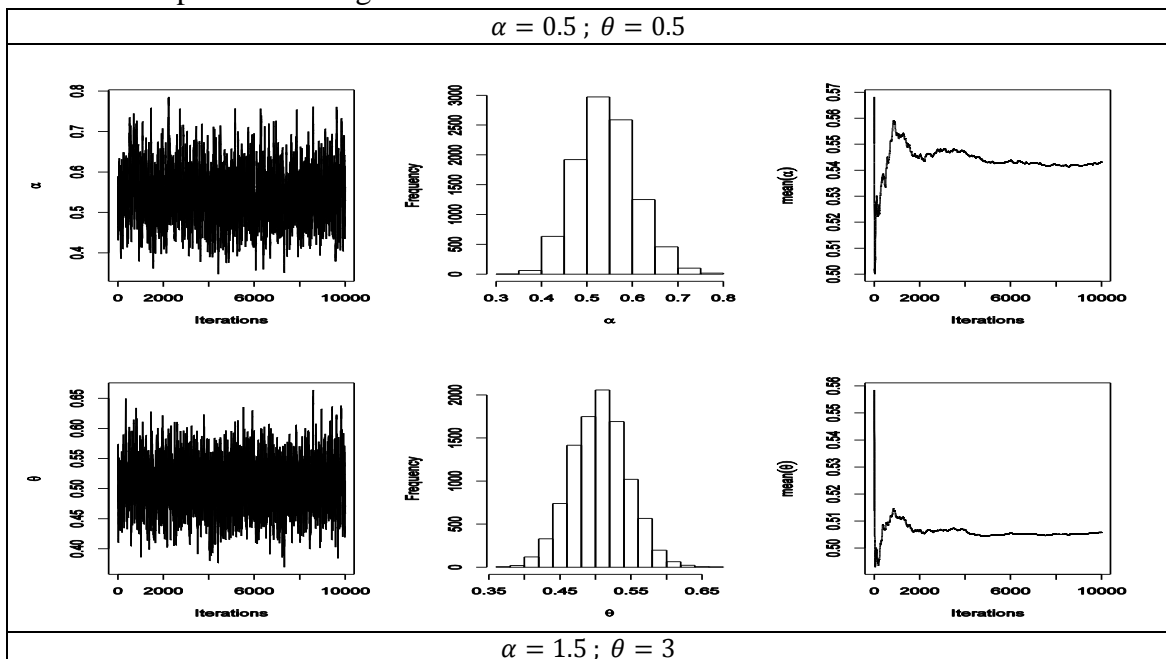 α = 0.5 ; θ = 0.5
α
0.4 0.5 0.6 0.7 0.8
0 2000 6000 10000
Iterations
Frequency
0 500 1000 1500 2000 2500 3000
0.3 0.4 0.5 0.6 0.7 0.8
α
mean(α)
0.50 0.51 0.52 0.53 0.54 0.55 0.56 0.57
0 2000 6000 10000
Iterations
θ
0.40 0.45 0.50 0.55 0.60 0.65
0 2000 6000 10000
Iterations
Frequency
0 500 1000 1500 2000
0.35 0.45 0.55 0.65
Θ
mean(θ)
0.50 0.51 0.52 0.53 0.54 0.55 0.56
0 2000 6000 10000
Iterations
α = 1.5 ; θ = 3